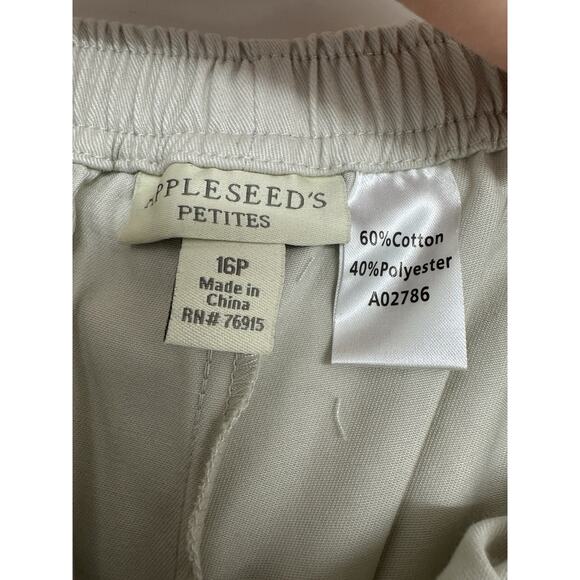 APPLESEED'S
PETITES
16P
Made in
China
RN# 76915
60%Cotton
40%Polyester
A02786